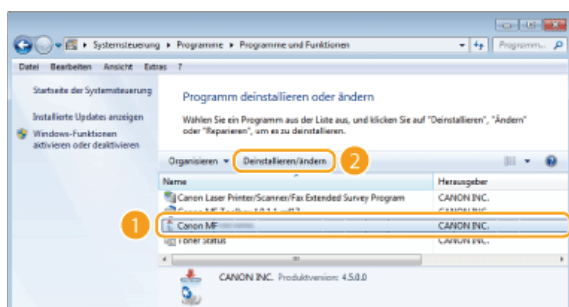 Systemsteuerung ▸ Programme ▸ Programme und Funktionen
Programm...
Datei Bearbeiten Ansicht Extras ?
Startseite der Systemsteuerung
Installierte Updates anzeigen
Windows-Funktionen
aktivieren oder deaktivieren
Programm deinstallieren oder ändern
Wählen Sie ein Programm aus der Liste aus, und klicken Sie auf "Deinstallieren", "Ändern"
oder "Reparieren", um es zu deinstallieren.
Organisieren Deinstallieren/ändern 2
Name Herausgeber
Canon Laser Printer/Scanner/Fax Extended Survey Program CANON INC.
CANON INC.
1 Canon MF CANON INC.
Toner Status CANON INC.
CANON INC. Produktversion: 4.5.0.0